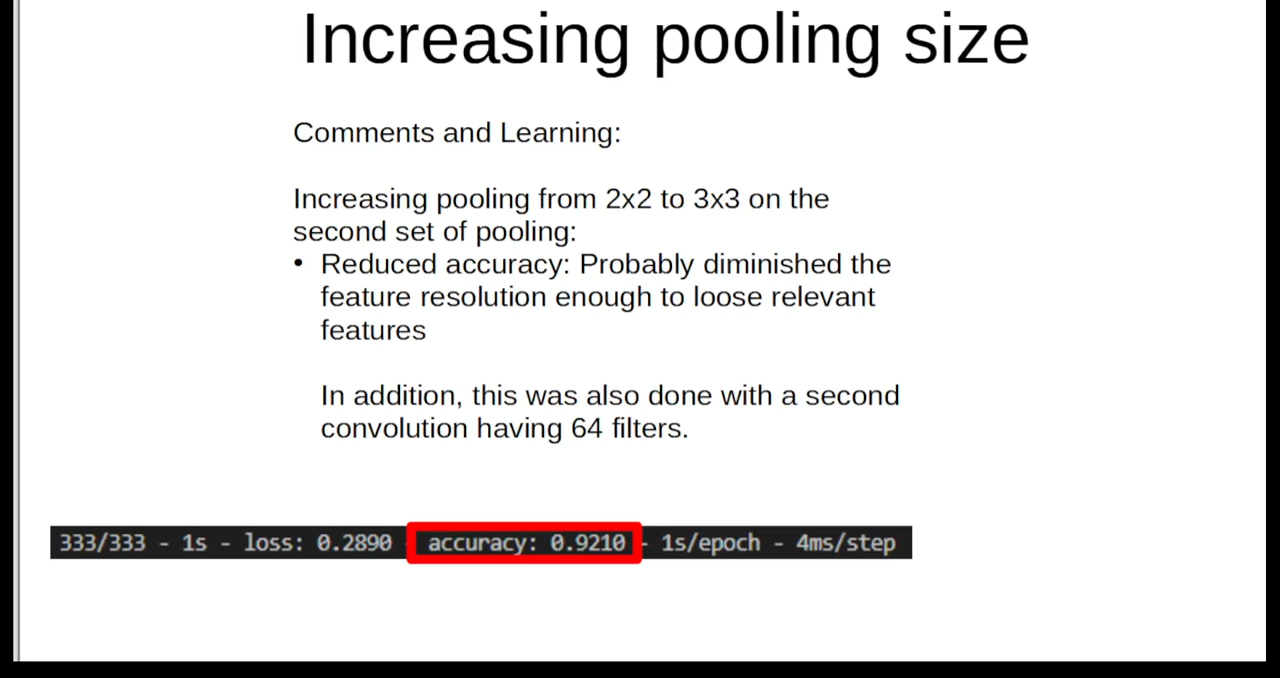 Increasing pooling size
Comments and Learning:
Increasing pooling from 2x2 to 3x3 on the
second set of pooling:
• Reduced accuracy: Probably diminished the
feature resolution enough to loose relevant
features
In addition, this was also done with a second
convolution having 64 filters.
333/333 - 1s - loss: 0.2890 - accuracy: 0.9210 - 1s/epoch - 4ms/step